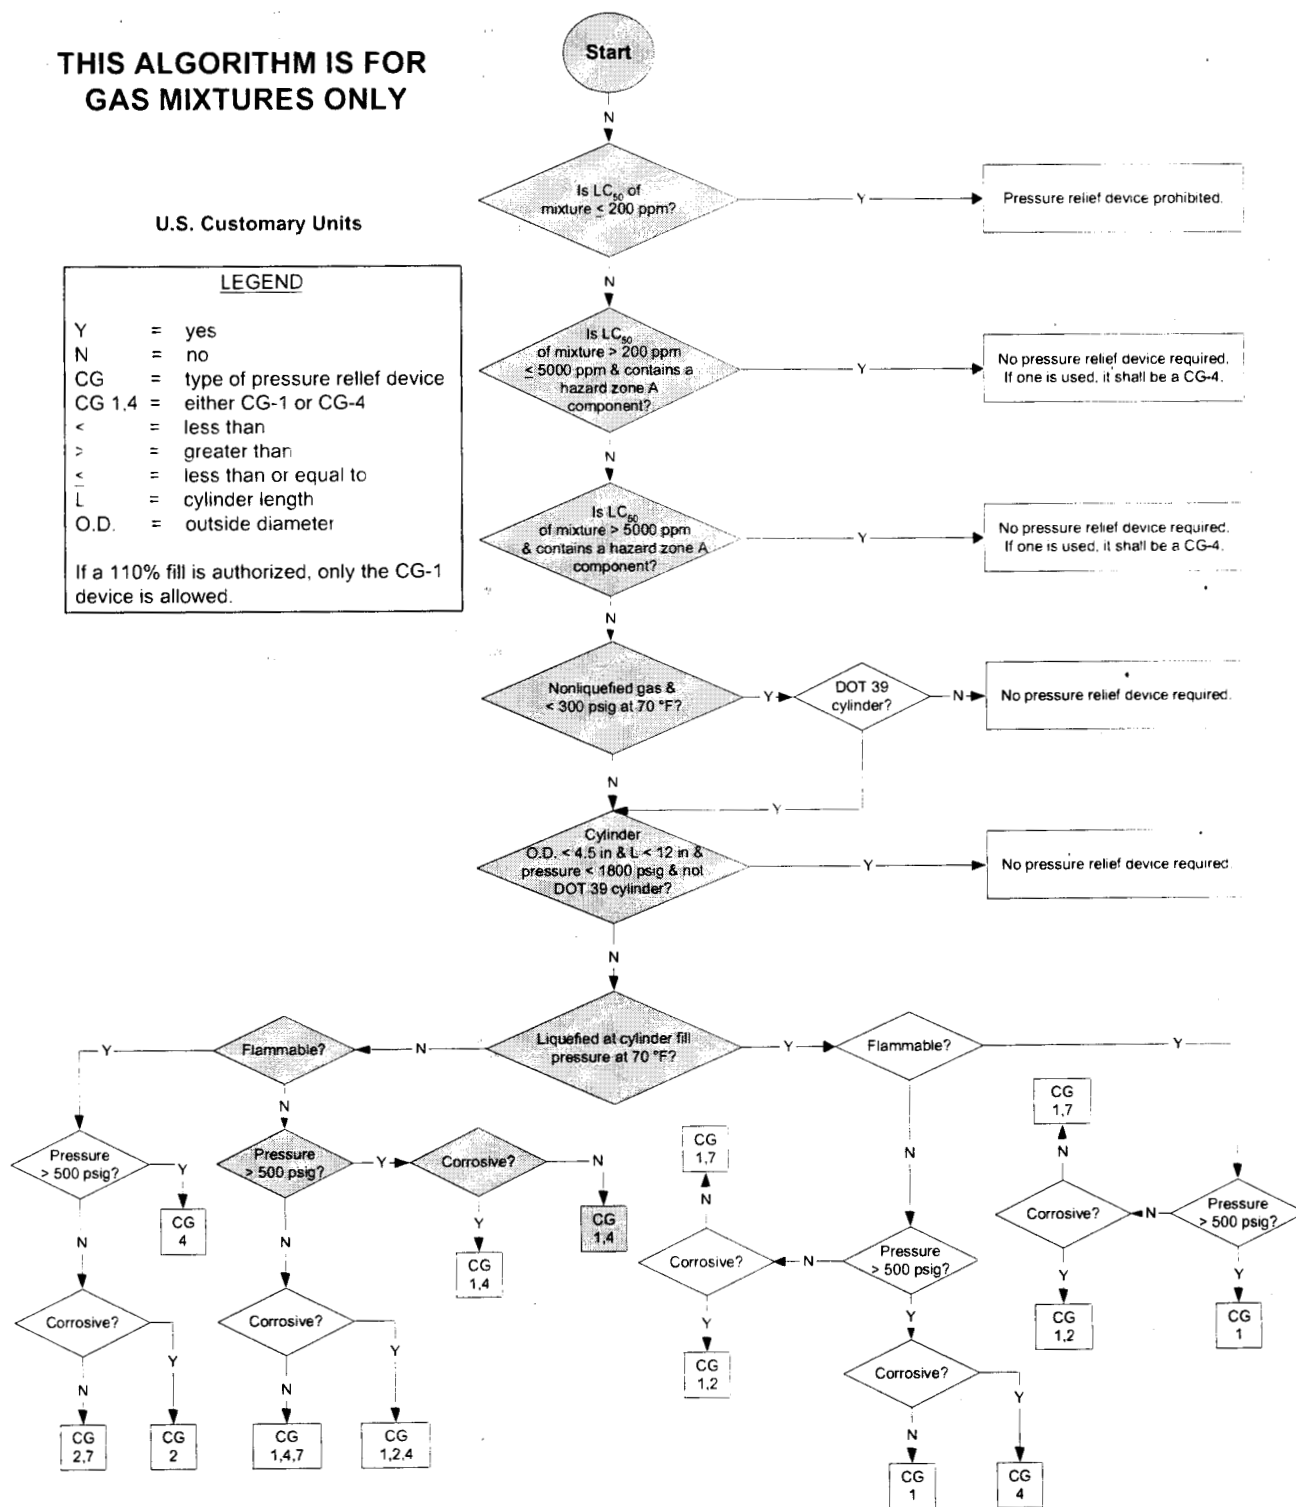 THIS ALGORITHM IS FOR
GAS MIXTURES ONLY
U.S. Customary Units
LEGEND
Y = yes
N = no
CG = type of pressure relief device
CG 1,4 = either CG-1 or CG-4
< = less than
> = greater than
≤ = less than or equal to
L = cylinder length
O.D. = outside diameter
If a 110% fill is authorized, only the CG-1
device is allowed.
Start
N
Is LC50 of
mixture ≤ 200 ppm?
Y
Pressure relief device prohibited.
N
Is LC50
of mixture > 200 ppm
≤ 5000 ppm & contains a
hazard zone A
component?
Y
No pressure relief device required.
If one is used, it shall be a CG-4.
N
Is LC50
of mixture > 5000 ppm
& contains a hazard zone A
component?
Y
No pressure relief device required.
If one is used, it shall be a CG-4.
N
Nonliquefied gas &
< 300 psig at 70 °F?
Y
DOT 39
cylinder?
N
No pressure relief device required.
N
Y
Cylinder
O.D. < 4.5 in & L < 12 in &
pressure < 1800 psig & not
DOT 39 cylinder?
Y
No pressure relief device required
N
Liquefied at cylinder fill
pressure at 70 °F?
N
Flammable?
Y
Y
Flammable?
Y
N
Pressure
> 500 psig?
Y
CG
4
N
Corrosive?
N
CG
2,7
Y
CG
2
Pressure
> 500 psig?
Y
Corrosive?
N
CG
1,4
Y
CG
1,4
N
Corrosive?
N
CG
1,4,7
Y
CG
1,2,4
N
Pressure
> 500 psig?
N
Corrosive?
N
CG
1,7
Y
CG
1,2
Y
Corrosive?
N
CG
1
Y
CG
4
Pressure
> 500 psig?
N
Corrosive?
N
CG
1,7
Y
CG
1,2
Y
CG
1